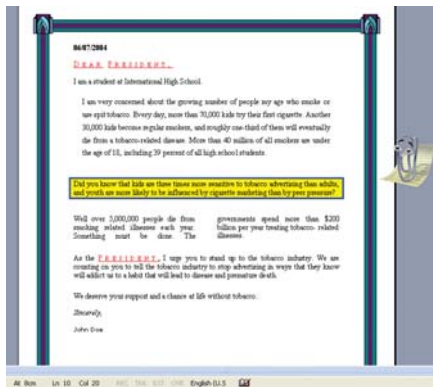 06/07/2004
DEAR PRESIDENT,
I am a student at International High School.
I am very concerned about the growing number of people my age who smoke or
use spit tobacco. Every day, more than 70,000 kids try their first cigarette. Another
30,000 kids become regular smokers, and roughly one-third of them will eventually
die from a tobacco-related disease. More than 40 million of all smokers are under
the age of 18, including 39 percent of all high school students.
Did you know that kids are three times more sensitive to tobacco advertising than adults,
and youth are more likely to be influenced by cigarette marketing than by peer pressure?
Well over 5,000,000 people die from
smoking related illnesses each year.
Something must be done. The
governments spend more than $200
billion per year treating tobacco- related
illnesses.
As the PRESIDENT, I urge you to stand up to the tobacco industry. We are
counting on you to tell the tobacco industry to stop advertising in ways that they know
will addict us to a habit that will lead to disease and premature death.
We deserve your support and a chance at life without tobacco.
Sincerely,
John Doe
At 8cm Ln 10 Col 20 REC TRK EXT OVR English (U.S